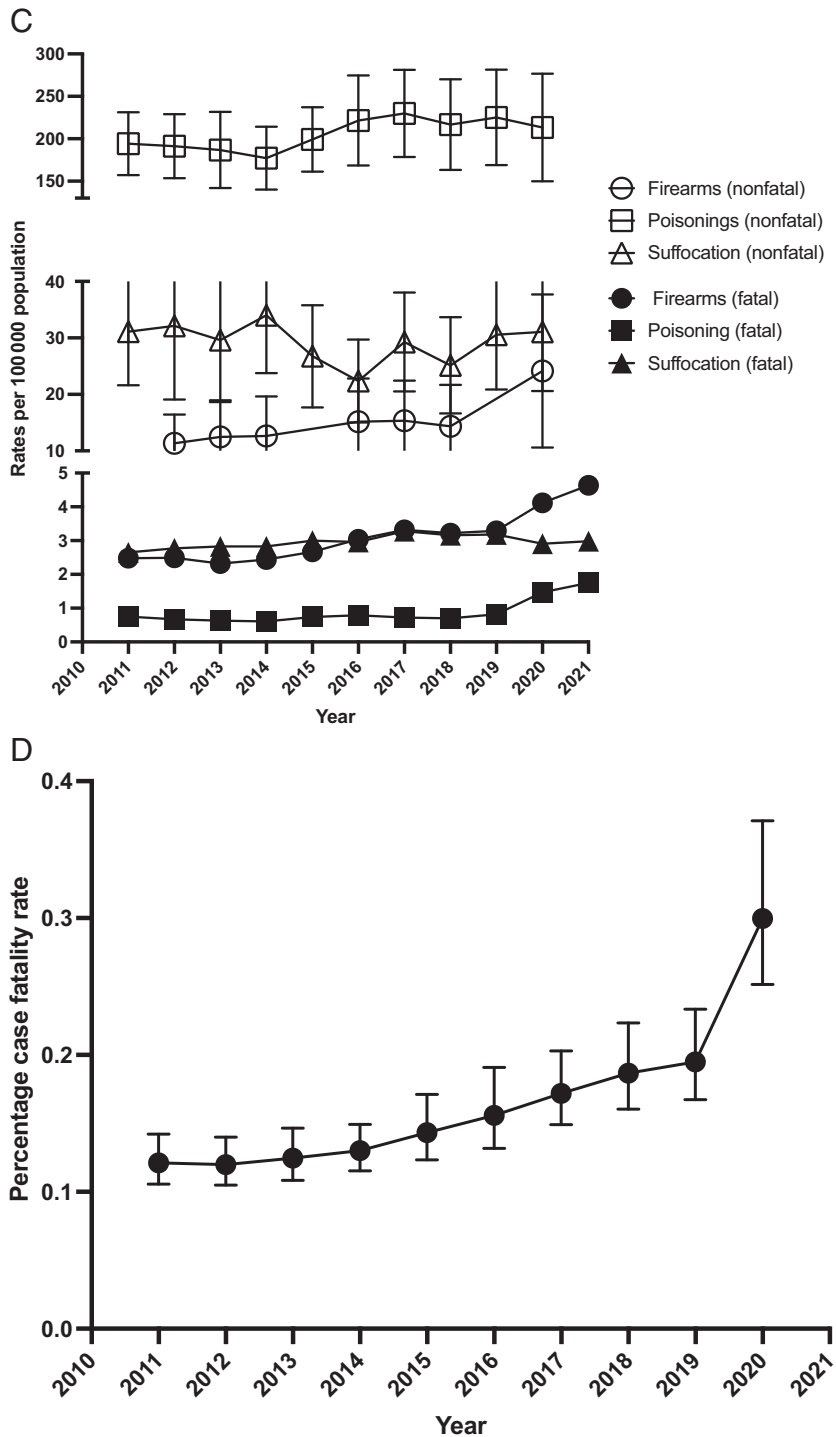 C
300
250
200
150
40
30
20
10
5
4
3
2
1
0
Rates per 100 000 population
2010 2011 2012 2013 2014 2015 2016 2017 2018 2019 2020 2021
Year
Firearms (nonfatal)
Poisonings (nonfatal)
Suffocation (nonfatal)
Firearms (fatal)
Poisoning (fatal)
Suffocation (fatal)
D
0.4
0.3
0.2
0.1
0.0
Percentage case fatality rate
2010 2011 2012 2013 2014 2015 2016 2017 2018 2019 2020 2021
Year